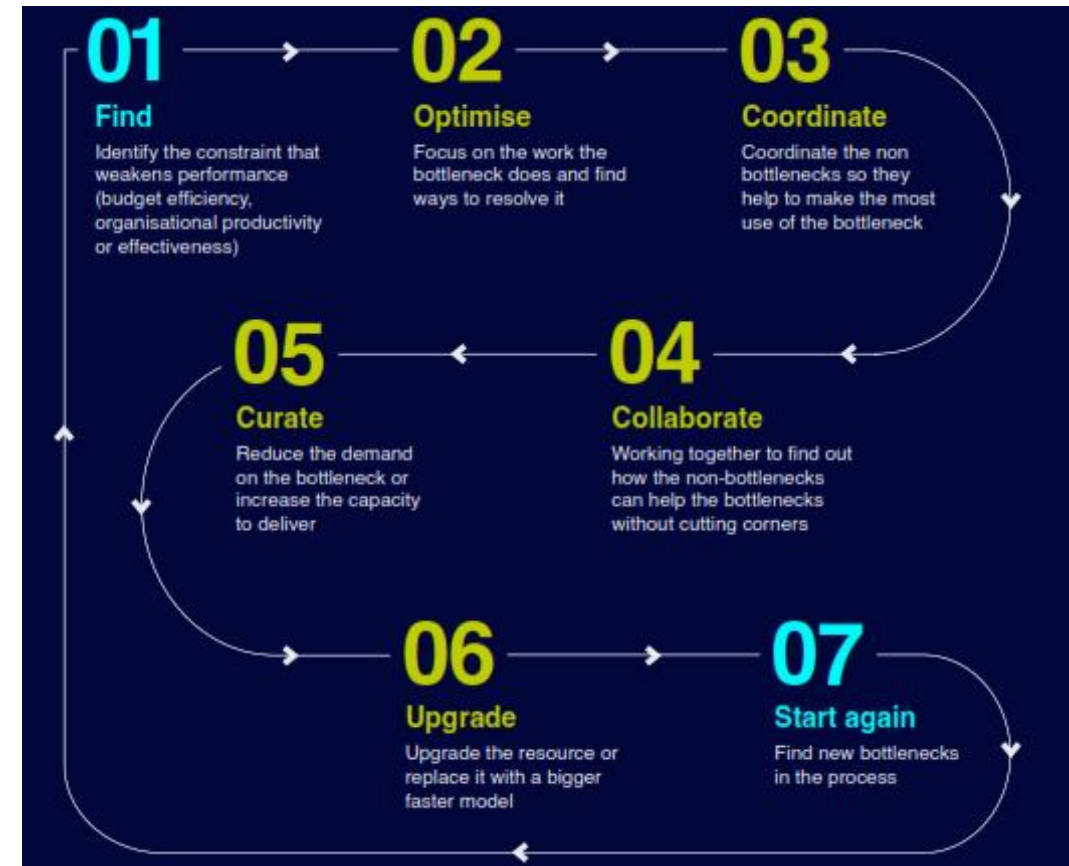 01
Find
Identify the constraint that
weakens performance
(budget efficiency,
organisational productivity
or effectiveness)
02
Optimise
Focus on the work the
bottleneck does and find
ways to resolve it
03
Coordinate
Coordinate the non
bottlenecks so they
help to make the most
use of the bottleneck
04
Collaborate
Working together to find out
how the non-bottlenecks
can help the bottlenecks
without cutting corners
05
Curate
Reduce the demand
on the bottleneck or
increase the capacity
to deliver
06
Upgrade
Upgrade the resource or
replace it with a bigger
faster model
07
Start again
Find new bottlenecks
in the process